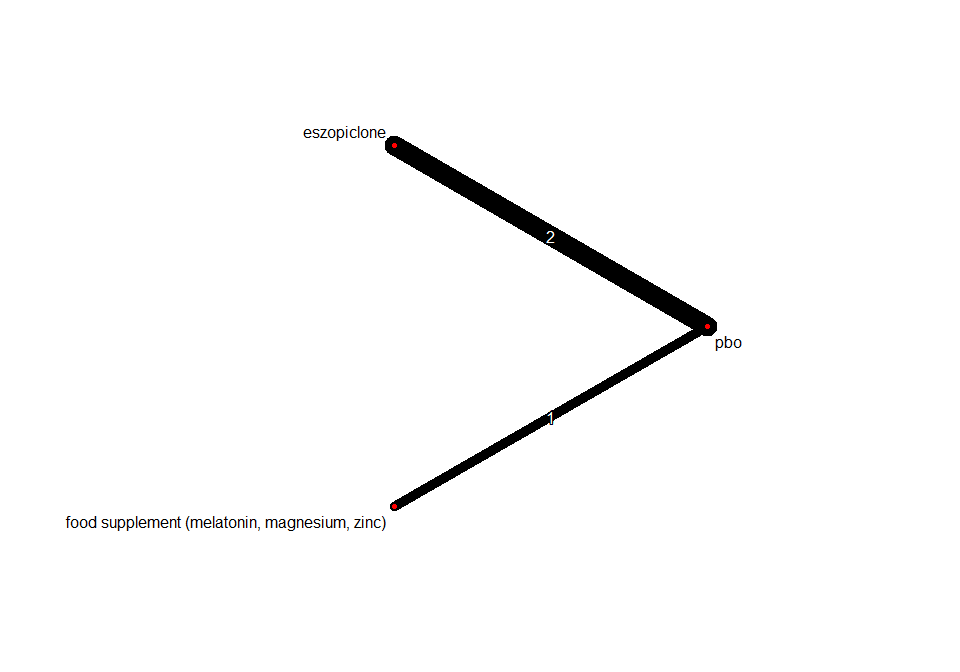 eszopiclone
2
pbo
1
food supplement (melatonin, magnesium, zinc)